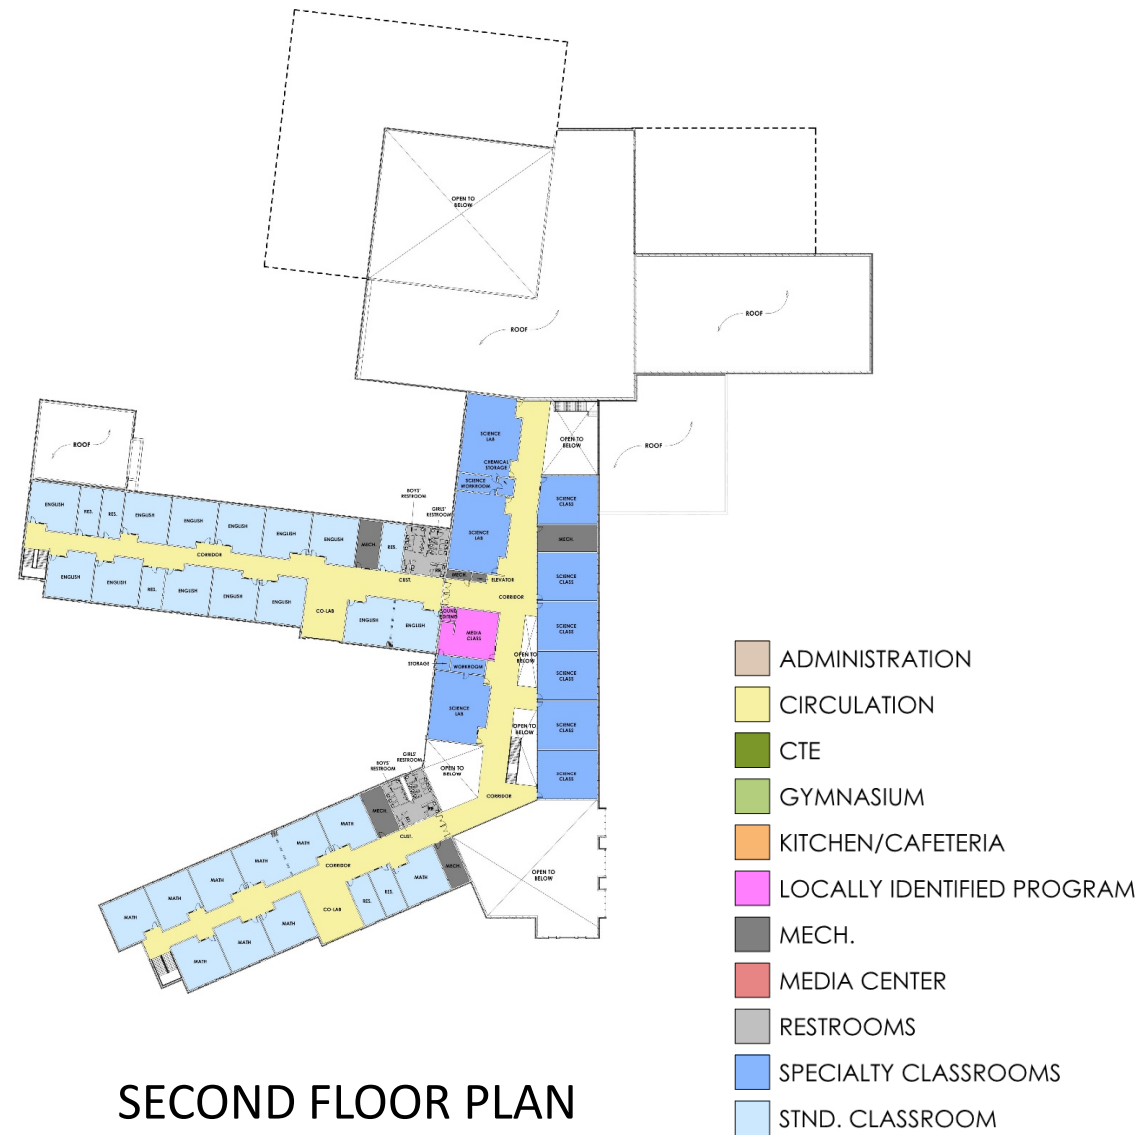 OPEN TO
BELOW
ROOF
ROOF
ROOF
ROOF
OPEN TO
BELOW
SCIENCE
LAB
CHEMICAL
STORAGE
SCIENCE
WORKROOM
SCIENCE
LAB
SCIENCE
CLASS
MECH.
SCIENCE
CLASS
SCIENCE
CLASS
SCIENCE
CLASS
SCIENCE
CLASS
SCIENCE
CLASS
BOYS'
RESTROOM
GIRLS'
RESTROOM
ENGLISH
RES.
RES.
ENGLISH
ENGLISH
ENGLISH
ENGLISH
ENGLISH
MECH.
RES.
CORRIDOR
CUST.
MECH.
ELEVATOR
CORRIDOR
ENGLISH
ENGLISH
RES.
ENGLISH
ENGLISH
ENGLISH
CO-LAB
ENGLISH
ENGLISH
MEDIA
CLASS
STORAGE
WORKROOM
SCIENCE
LAB
OPEN TO
BELOW
OPEN TO
BELOW
OPEN TO
BELOW
BOYS'
RESTROOM
GIRLS'
RESTROOM
CORRIDOR
MECH.
CUST.
MATH
MATH
MATH
MATH
MATH
MATH
CORRIDOR
MECH.
MATH
RES.
RES.
CO-LAB
MATH
MATH
MATH
OPEN TO
BELOW
ADMINISTRATION
CIRCULATION
CTE
GYMNASIUM
KITCHEN/CAFETERIA
LOCALLY IDENTIFIED PROGRAM
MECH.
MEDIA CENTER
RESTROOMS
SPECIALTY CLASSROOMS
STND. CLASSROOM
SECOND FLOOR PLAN